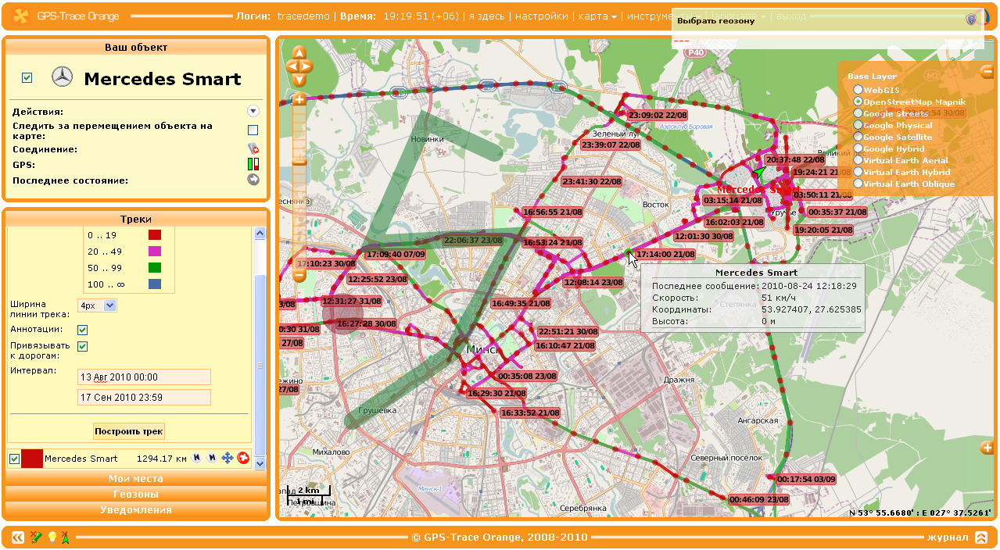 GPS-Trace Orange
Логин: tracedemo | Время: 19:19:51 (+06) | я здесь | настройки | карта | инструменты | language | выход
Выбрать геозону
---
Ваш объект
Mercedes Smart
Действия:
Следить за перемещением объекта на
карте:
Соединение:
GPS:
Последнее состояние:
Треки
0 .. 19
20 .. 49
50 .. 99
100 .. ∞
Ширина
линии трека:
4px
Аннотации:
Привязывать
к дорогам:
Интервал:
13 Авг 2010 00:00
17 Сен 2010 23:59
Построить трек
Mercedes Smart 1294.17 км
Мои места
Геозоны
Уведомления
P40
M2
Base Layer
WebGIS
OpenStreetMap Mapnik
Google Streets
Google Physical
Google Satellite
Google Hybrid
Virtual Earth Aerial
Virtual Earth Hybrid
Virtual Earth Oblique
23:09:02 22/08
Аэроклуб Боровая
Зеленый луг
Новинки
23:39:07 22/08
20:37:48 22/08
19:24:21 21/08
23:41:30 22/08
Mercedes Smart
03:50:11 21/08
03:15:14 21/08
Восток
Уручье
00:35:37 21/08
16:56:55 21/08
16:02:03 21/08
19:20:05 21/08
12:01:30 30/08
22:06:37 23/08
16:53:24 21/08
17:09:40 07/09
17:14:00 21/08
17:10:23 30/08
12:25:52 23/08
12:08:14 23/08
Mercedes Smart
Последнее сообщение: 2010-08-24 12:18:29
Скорость: 51 км/ч
Координаты: 53.927407, 27.625385
Высота: 0 м
Степянка
12:31:27 31/08
16:49:35 21/08
16:27:28 30/08
0:30 31/08
22:51:21 30/08
27/08
16:10:47 21/08
Минск
00:35:08 23/08
Дражня
27/08
16:29:30 21/08
Грушевка
16:33:52 21/08
Ангарская
Михалово
Северный посёлок
00:17:54 03/09
Минск-1
2 km
1 mi
Петровщина
00:46:09 23/08
Серебрянка
N 53° 55.6680' : E 027° 37.5261'
© GPS-Trace Orange, 2008-2010
журнал